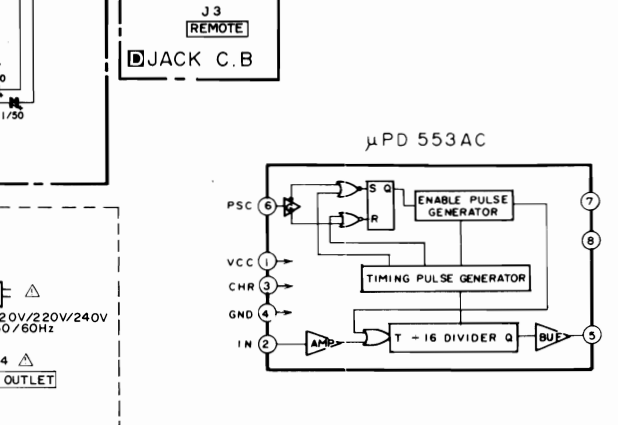 J3
REMOTE
D JACK C.B
1/50
µPD 553AC
PSC 6
S Q
R
ENABLE PULSE
GENERATOR
7
8
VCC 1
CHR 3
GND 4
IN 2
TIMING PULSE GENERATOR
AMP
T ÷16 DIVIDER Q
BUF
5
20V/220V/240V
50/60Hz
4
OUTLET